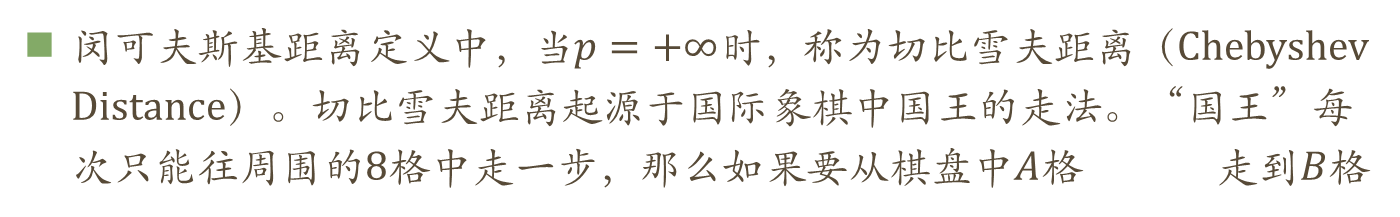 闵可夫斯基距离定义中，当p = +∞时，称为切比雪夫距离（Chebyshev
Distance）。切比雪夫距离起源于国际象棋中国王的走法。“国王”每
次只能往周围的8格中走一步，那么如果要从棋盘中A格 走到B格